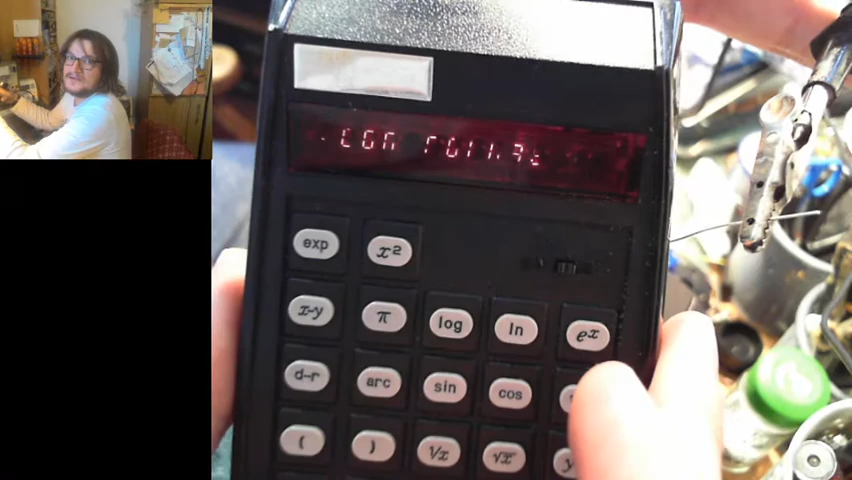 exp x²
x-y π log ln eˣ
d-r arc sin cos
( ) 1/x √x y